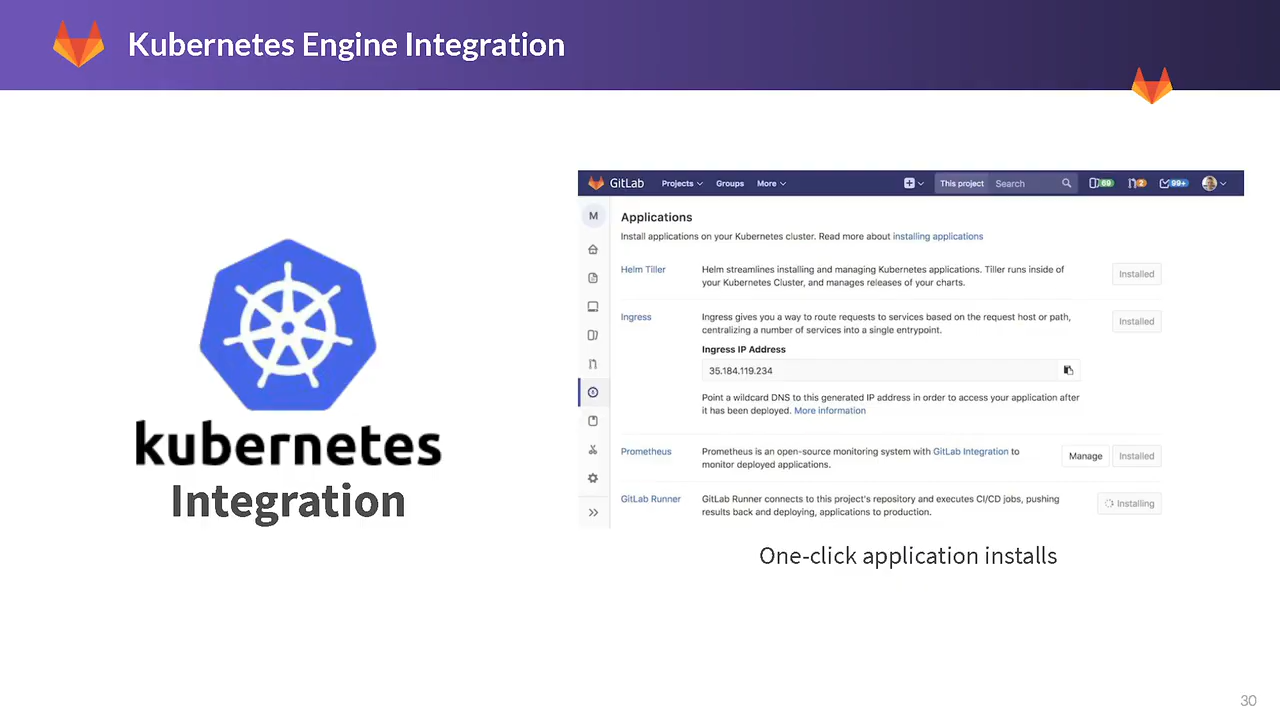 Kubernetes Engine Integration
kubernetes
Integration
GitLab Projects Groups More This project Search 69 2 99+
M
Applications
Install applications on your Kubernetes cluster. Read more about installing applications
Helm Tiller Helm streamlines installing and managing Kubernetes applications. Tiller runs inside of Installed
your Kubernetes Cluster, and manages releases of your charts.
Ingress Ingress gives you a way to route requests to services based on the request host or path, Installed
centralizing a number of services into a single entrypoint.
Ingress IP Address
35.184.119.234
Point a wildcard DNS to this generated IP address in order to access your application after
it has been deployed. More information
Prometheus Prometheus is an open-source monitoring system with GitLab Integration to Manage Installed
monitor deployed applications.
GitLab Runner GitLab Runner connects to this project's repository and executes CI/CD jobs, pushing Installing
results back and deploying, applications to production.
One-click application installs
30